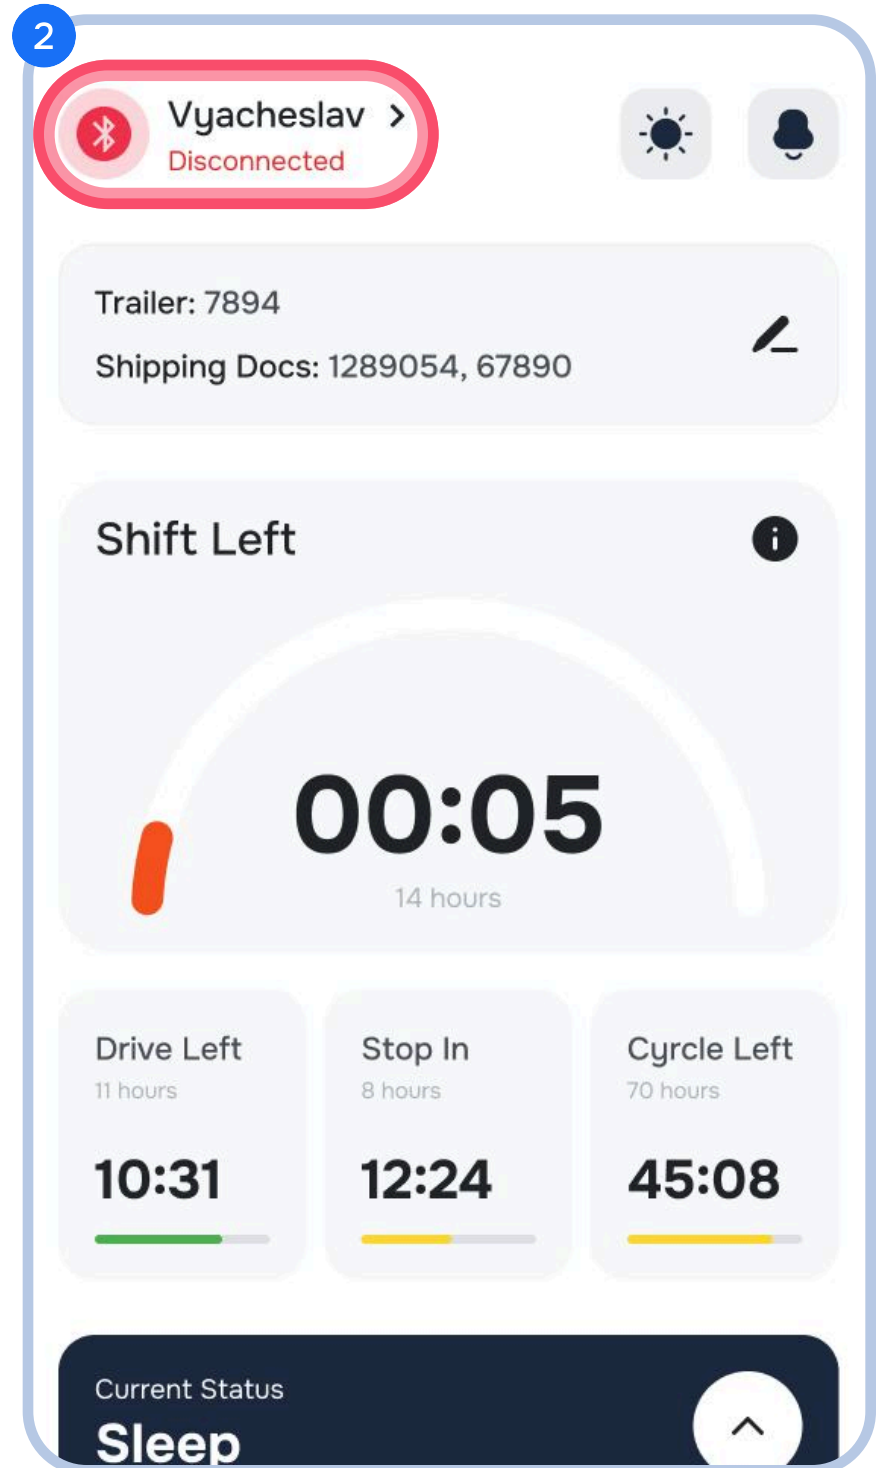 2
Vyacheslav
Disconnected
Trailer: 7894
Shipping Docs: 1289054, 67890
Shift Left
00:05
14 hours
Drive Left
11 hours
10:31
Stop In
8 hours
12:24
Cyrcle Left
70 hours
45:08
Current Status
Sleep